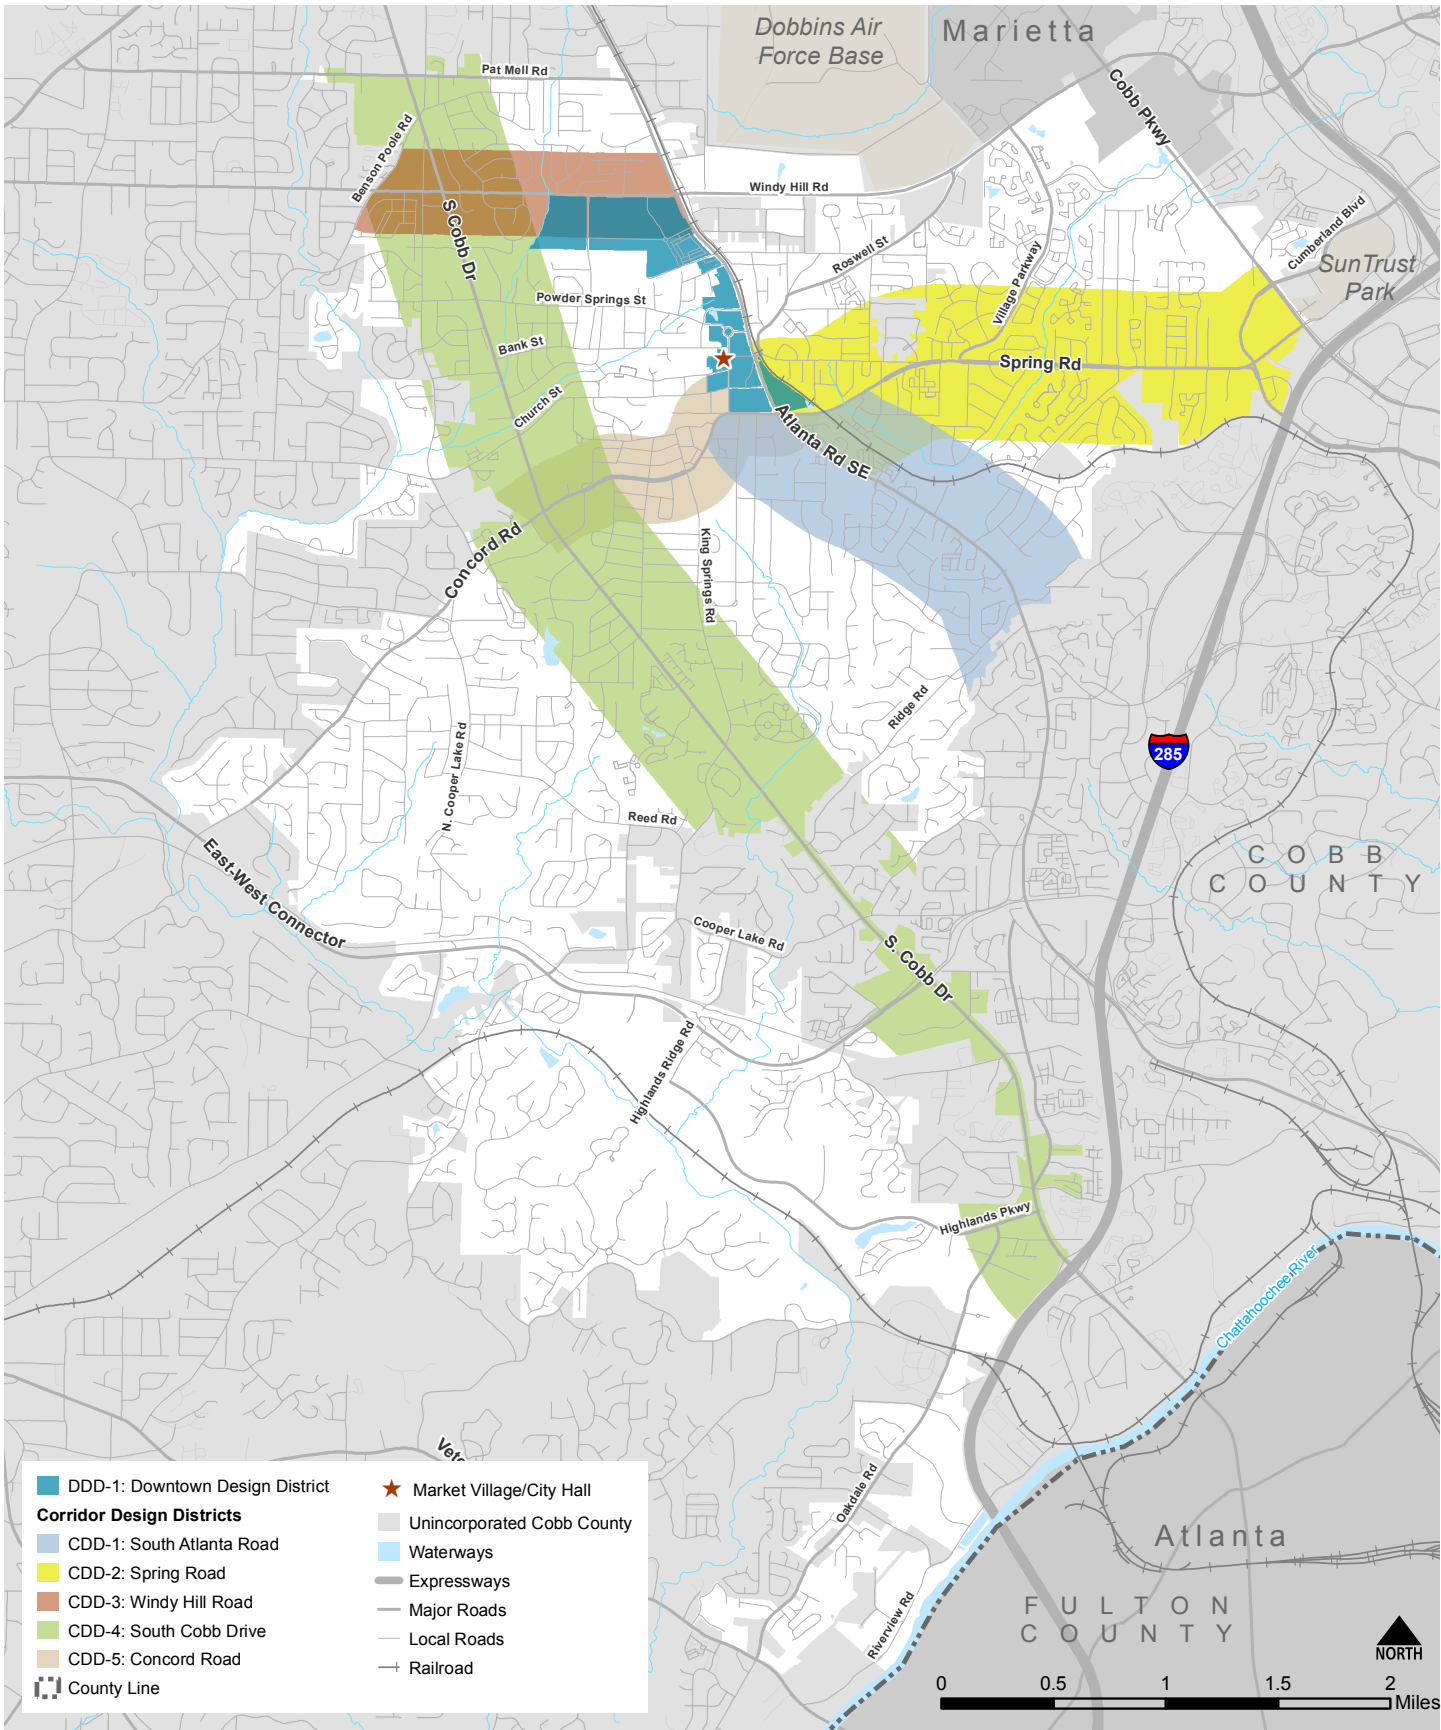 Dobbins Air
Force Base
Marietta
Pat Mell Rd
Cobb Pkwy
Benson Poole Rd
Windy Hill Rd
S Cobb Dr
Roswell St
Cumberland Blvd
SunTrust
Park
Village Parkway
Powder Springs St
Bank St
Spring Rd
Church St
Atlanta Rd SE
Concord Rd
King Springs Rd
Ridge Rd
285
N. Cooper Lake Rd
Reed Rd
East-West Connector
COBB
COUNTY
Cooper Lake Rd
S. Cobb Dr
Highlands Ridge Rd
Highlands Pkwy
Chattahoochee River
Oakdale Rd
Riverview Rd
Atlanta
FULTON
COUNTY
DDD-1: Downtown Design District
Corridor Design Districts
CDD-1: South Atlanta Road
CDD-2: Spring Road
CDD-3: Windy Hill Road
CDD-4: South Cobb Drive
CDD-5: Concord Road
County Line
Market Village/City Hall
Unincorporated Cobb County
Waterways
Expressways
Major Roads
Local Roads
Railroad
NORTH
0 0.5 1 1.5 2
Miles